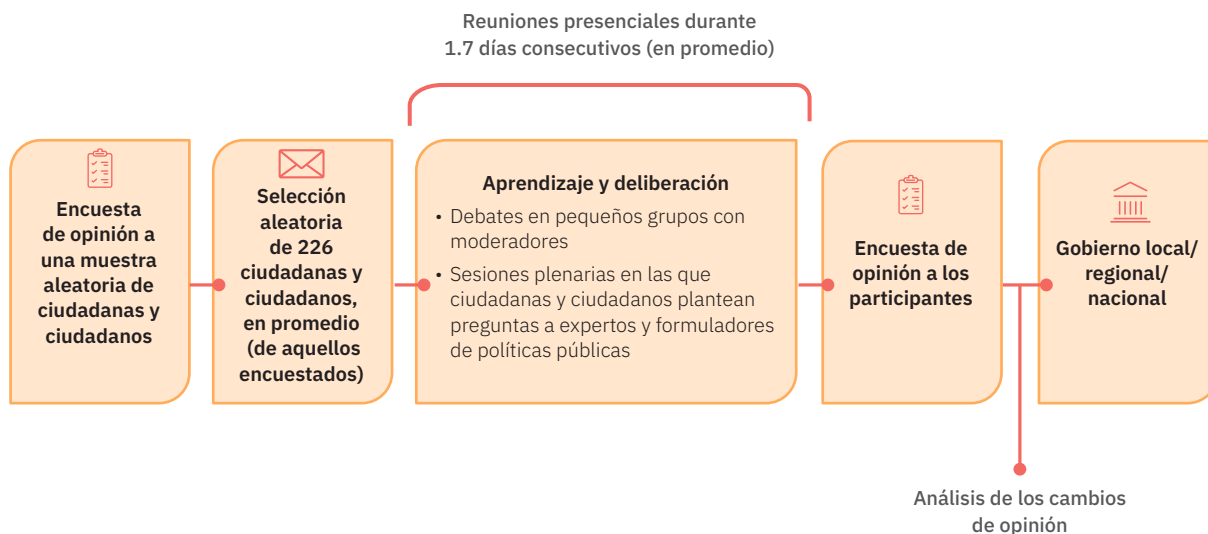 Reuniones presenciales durante
1.7 días consecutivos (en promedio)
Encuesta
de opinión a
una muestra
aleatoria de
ciudadanas y
ciudadanos
Selección
aleatoria
de 226
ciudadanas y
ciudadanos,
en promedio
(de aquellos
encuestados)
Aprendizaje y deliberación
• Debates en pequeños grupos con
moderadores
• Sesiones plenarias en las que
ciudadanas y ciudadanos plantean
preguntas a expertos y formuladores
de políticas públicas
Encuesta de
opinión a los
participantes
Gobierno local/
regional/
nacional
Análisis de los cambios
de opinión